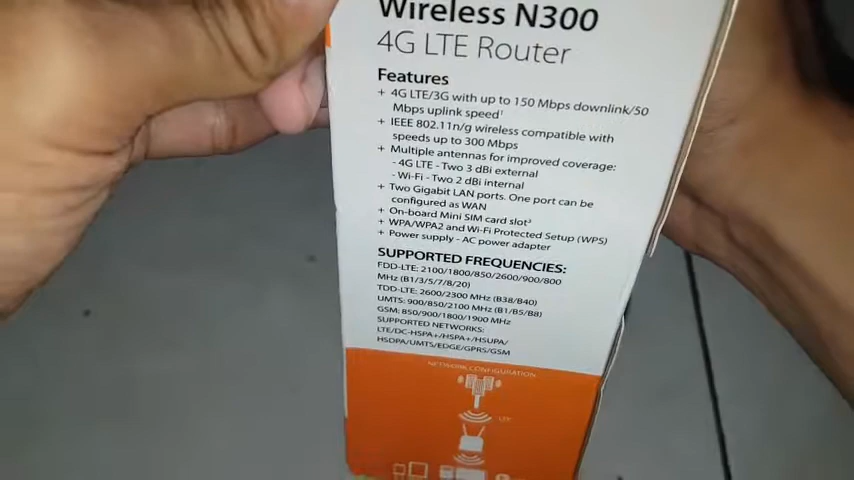 Wireless N300
4G LTE Router
Features
+ 4G LTE/3G with up to 150 Mbps downlink/50
Mbps uplink speed¹
+ IEEE 802.11n/g wireless compatible with
speeds up to 300 Mbps
+ Multiple antennas for improved coverage:
- 4G LTE - Two 3 dBi external
- Wi-Fi - Two 2 dBi internal
+ Two Gigabit LAN ports. One port can be
configured as WAN
+ On-board Mini SIM card slot²
+ WPA/WPA2 and Wi-Fi Protected Setup (WPS)
+ Power supply - AC power adapter
SUPPORTED FREQUENCIES
FDD-LTE: 2100/1800/850/2600/900/800
MHz (B1/3/5/7/8/20)
TDD-LTE: 2600/2300 MHz (B38/B40)
UMTS: 900/850/2100 MHz (B1/B5/B8)
GSM: 850/900/1800/1900 MHz
SUPPORTED NETWORKS:
LTE/DC-HSPA+/HSPA+/HSUPA/
HSDPA/UMTS/EDGE/GPRS/GSM
NETWORK CONFIGURATION
LTE